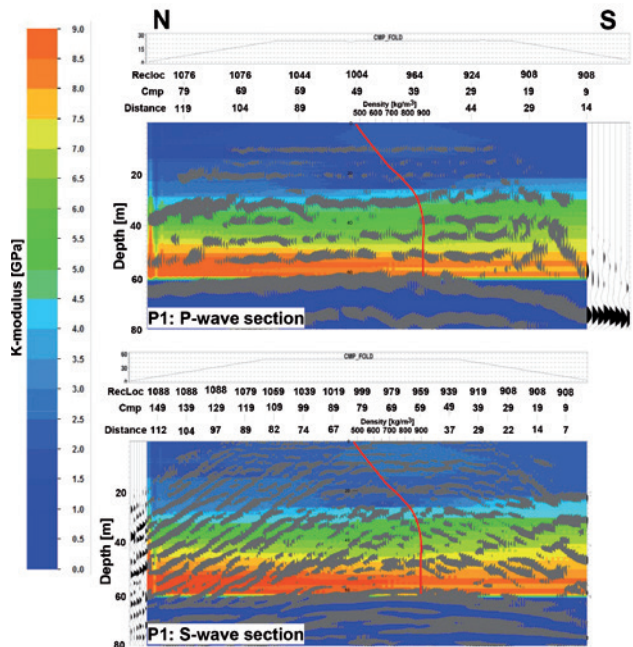 N S
CMP_FOLD
30
15
0
Recloc 1076 1076 1044 1004 964 924 908 908
Cmp 79 69 59 49 39 29 19 9
Distance 119 104 89 Density [kg/m³] 44 29 14
500 600 700 800 900
20
40
60
80
Depth [m]
P1: P-wave section
K-modulus [GPa]
9.0
8.5
8.0
7.5
7.0
6.5
6.0
5.5
5.0
4.5
4.0
3.5
3.0
2.5
2.0
1.5
1.0
0.5
0.0
CMP_FOLD
60
0
RecLoc 1088 1088 1088 1079 1059 1039 1019 999 979 959 939 919 908 908 908
Cmp 149 139 129 119 109 99 89 79 69 59 49 39 29 19 9
Distance 112 104 97 89 82 74 67 Density [kg/m³] 37 29 22 14 7
500 600 700 800 900
20
40
60
80
Depth [m]
P1: S-wave section